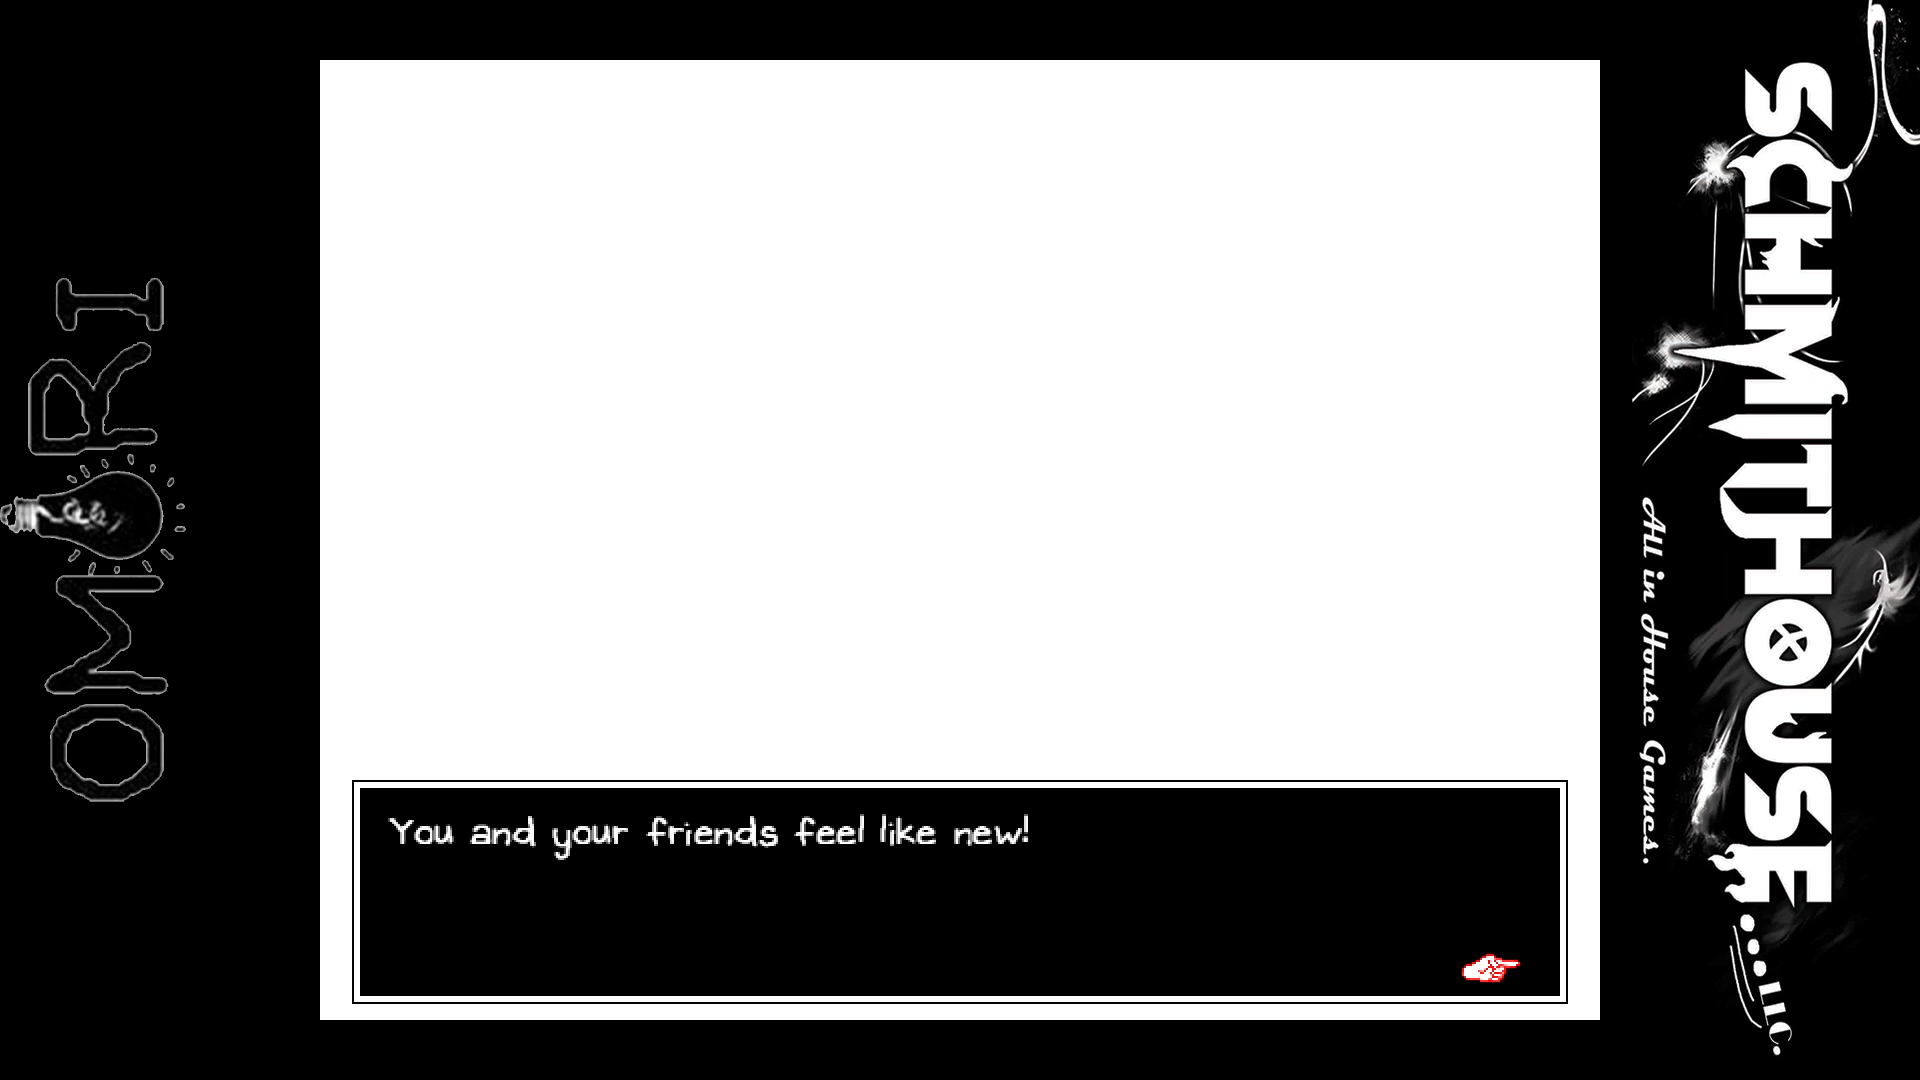 OMORI
You and your friends feel like new!
SCHMITHOUSE
...LLC.
All in House Games.